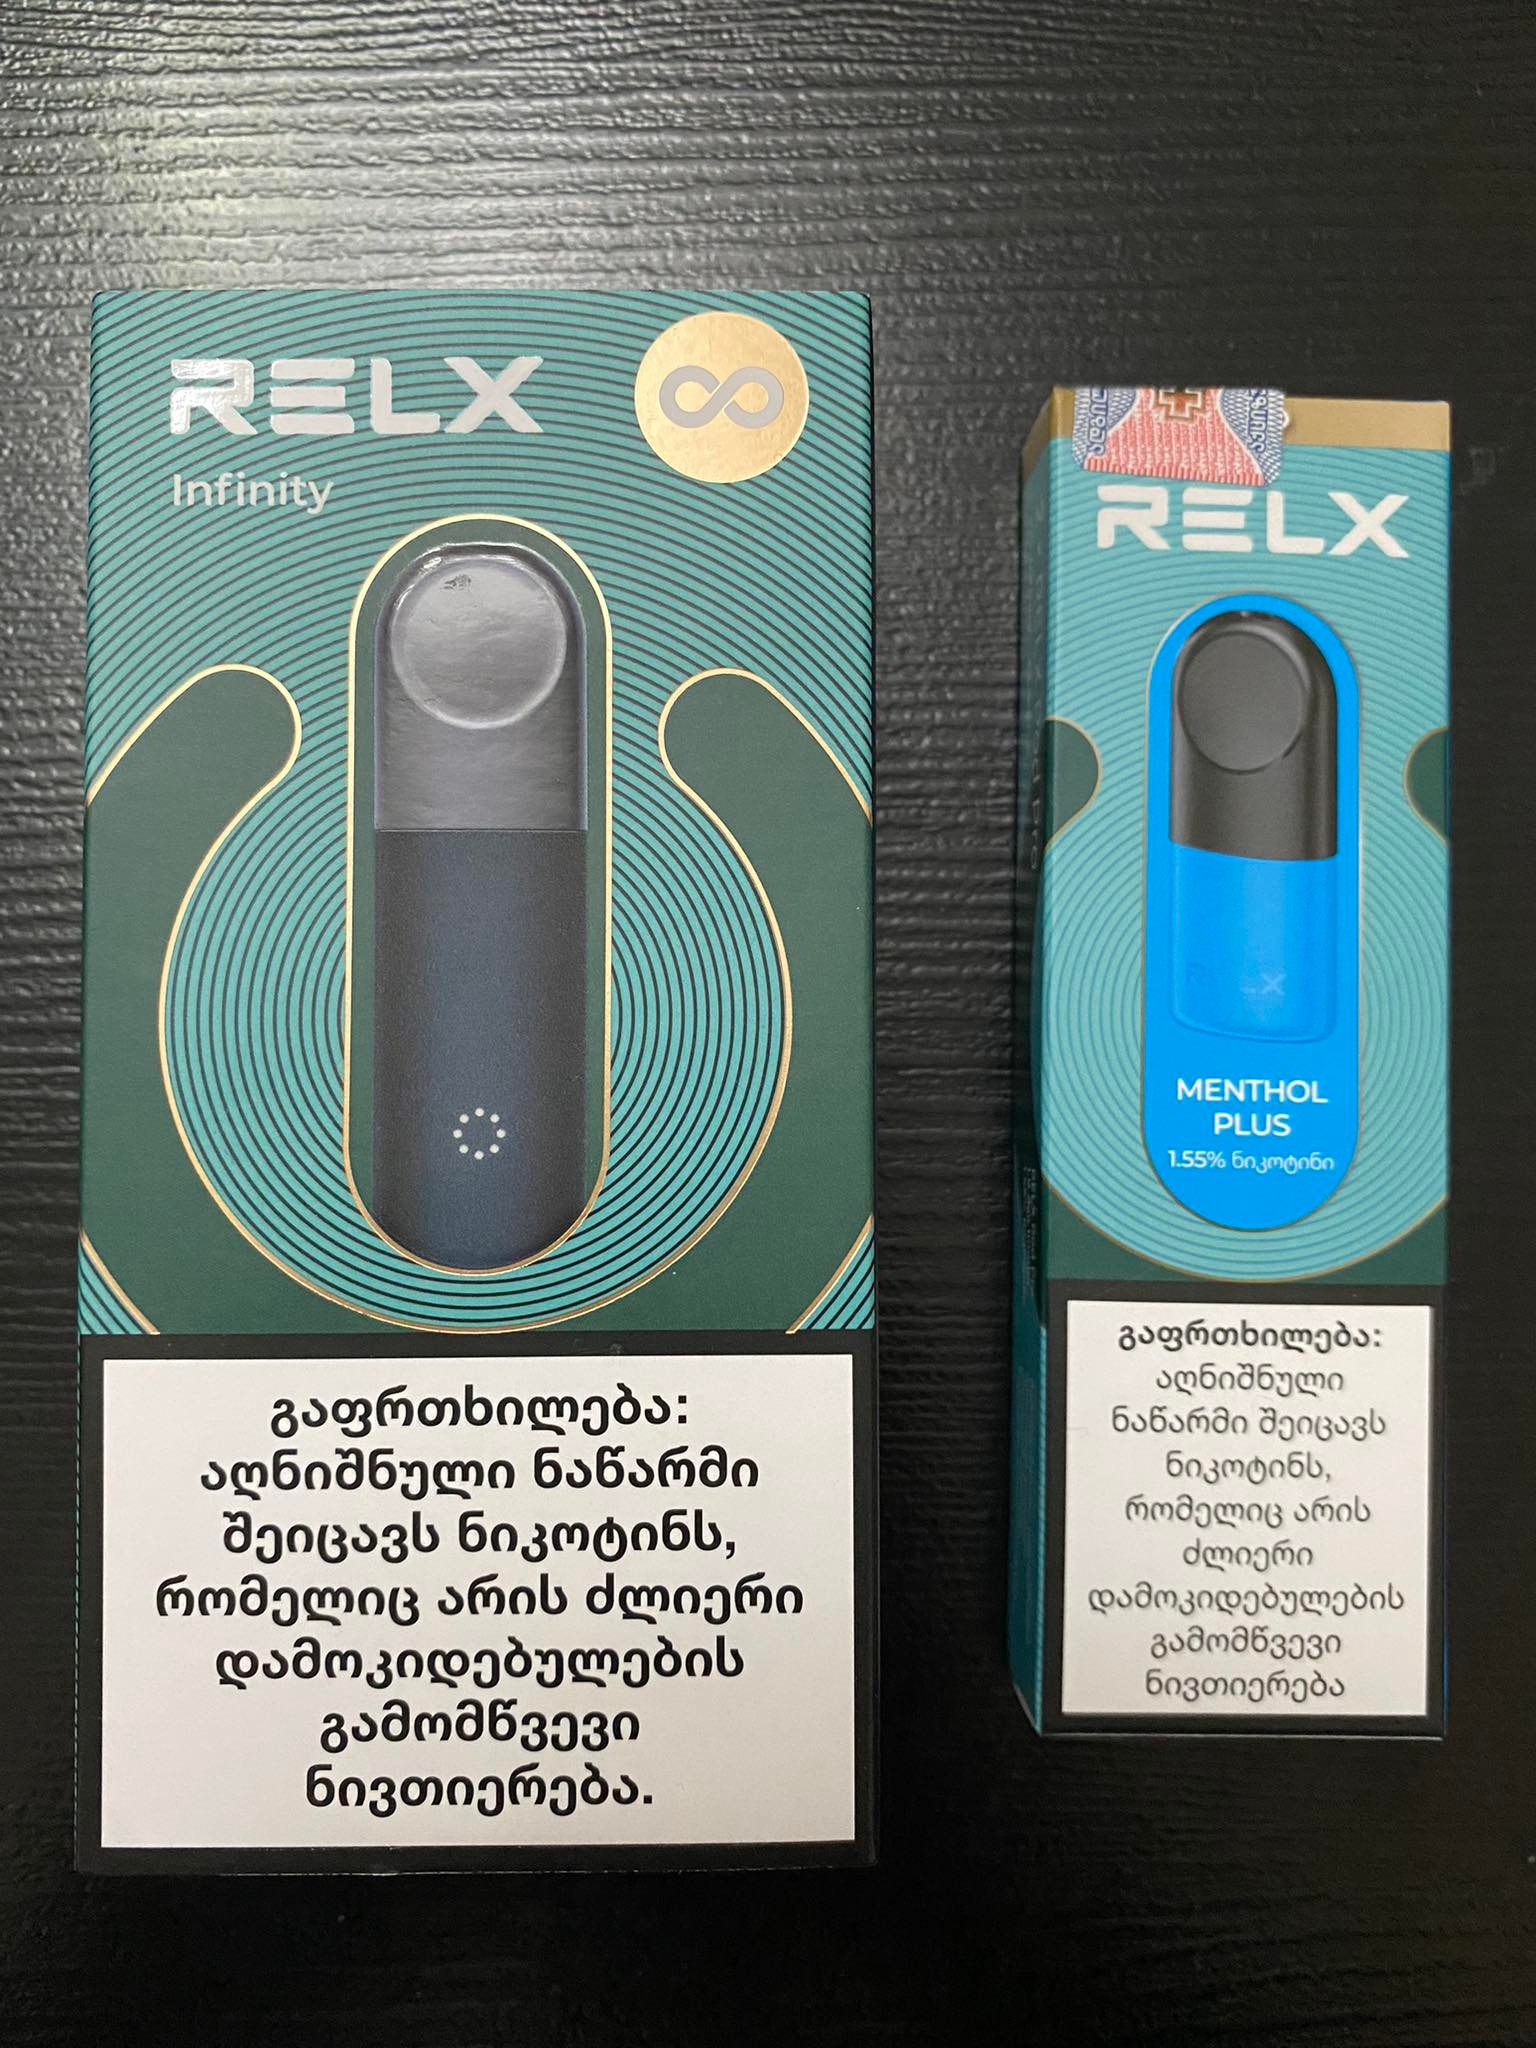 RELX
Infinity
გაფრთხილება:
აღნიშნული ნაწარმი
შეიცავს ნიკოტინს,
რომელიც არის ძლიერი
დამოკიდებულების
გამომწვევი
ნივთიერება.
RELX
RELX
MENTHOL
PLUS
1.55% ნიკოტინი
გაფრთხილება:
აღნიშნული
ნაწარმი შეიცავს
ნიკოტინს,
რომელიც არის
ძლიერი
დამოკიდებულების
გამომწვევი
ნივთიერება